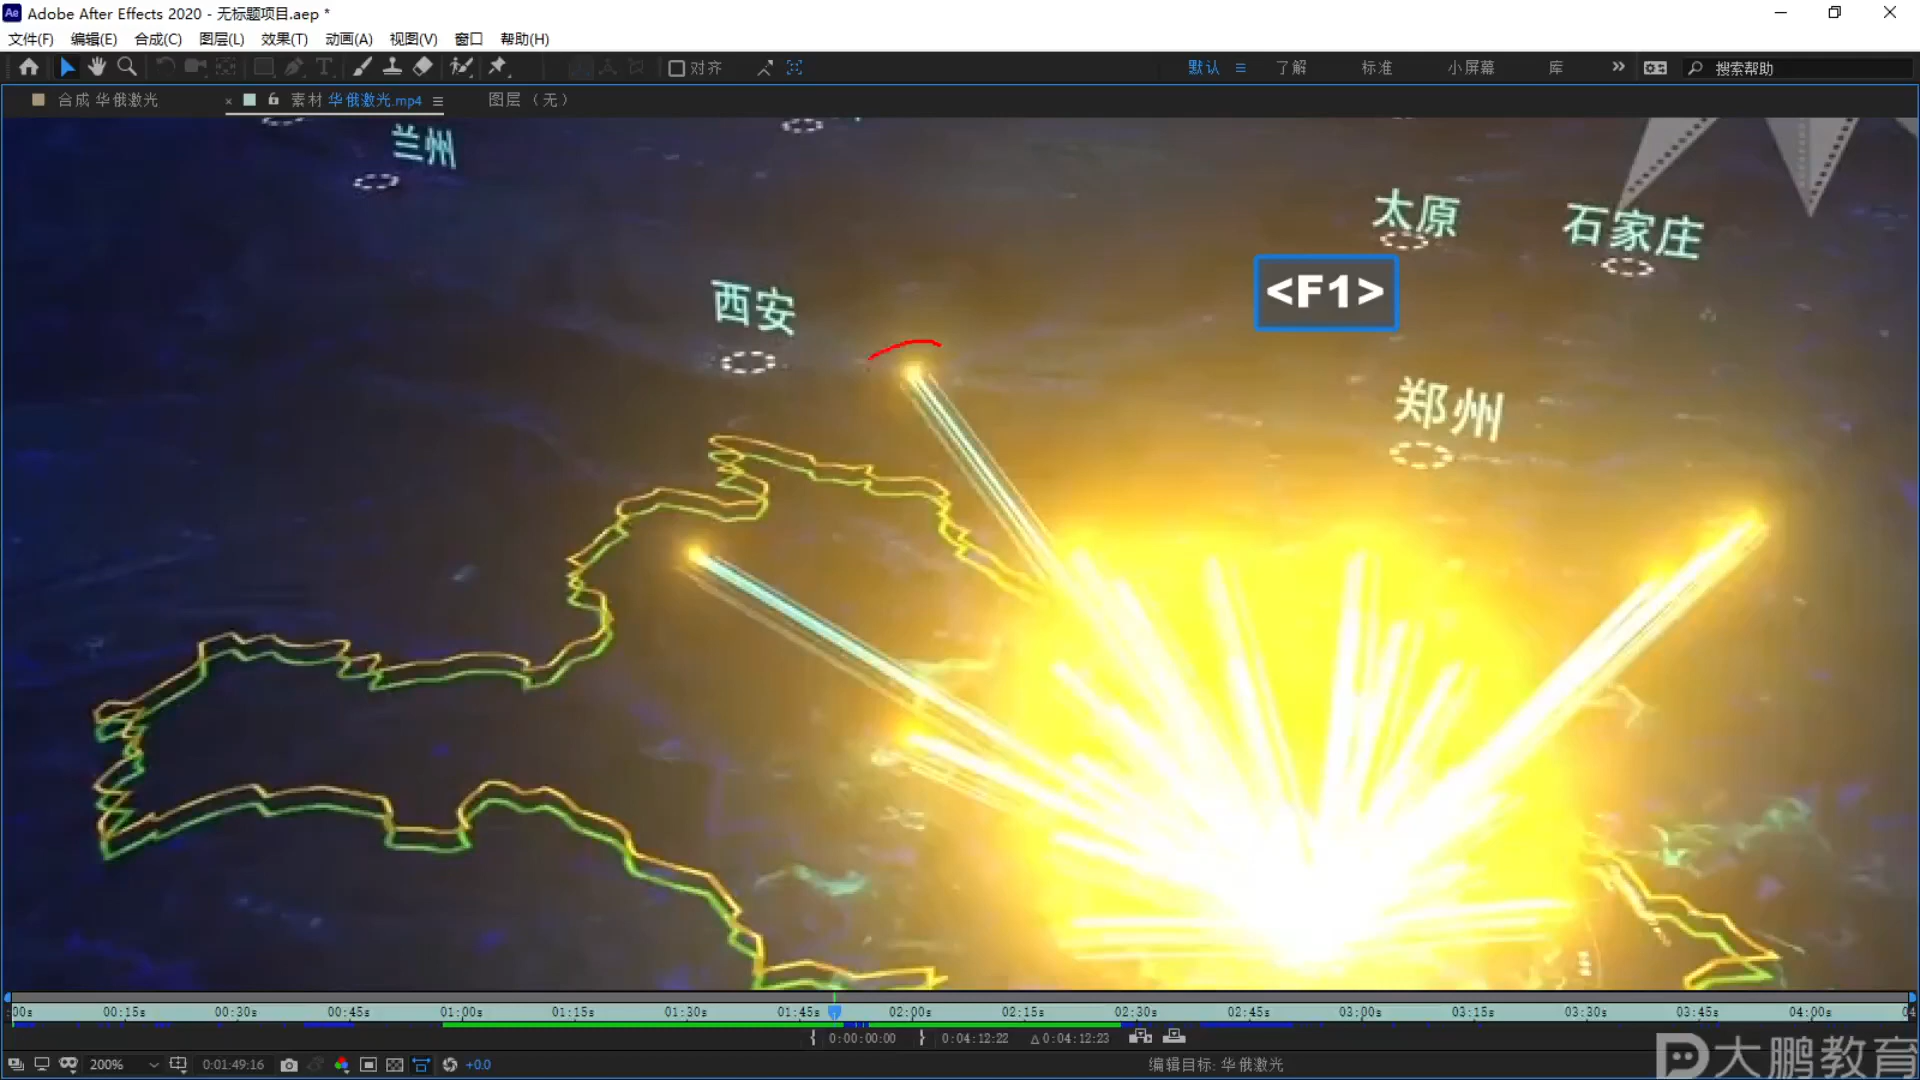 Ae Adobe After Effects 2020 - 无标题项目.aep *
文件(F) 编辑(E) 合成(C) 图层(L) 效果(T) 动画(A) 视图(V) 窗口 帮助(H)
对齐 默认 了解 标准 小屏幕 库 搜索帮助
合成 华俄激光 × 素材 华俄激光.mp4 图层 (无)
兰州
太原
石家庄
西安
<F1>
郑州
00s 00:15s 00:30s 00:45s 01:00s 01:15s 01:30s 01:45s 02:00s 02:15s 02:30s 02:45s 03:00s 03:15s 03:30s 03:45s 04:00s 04
{ 0:00:00:00 } 0:04:12:22 Δ 0:04:12:23
200% 0:01:49:16 +0.0 编辑目标: 华俄激光
大鹏教育